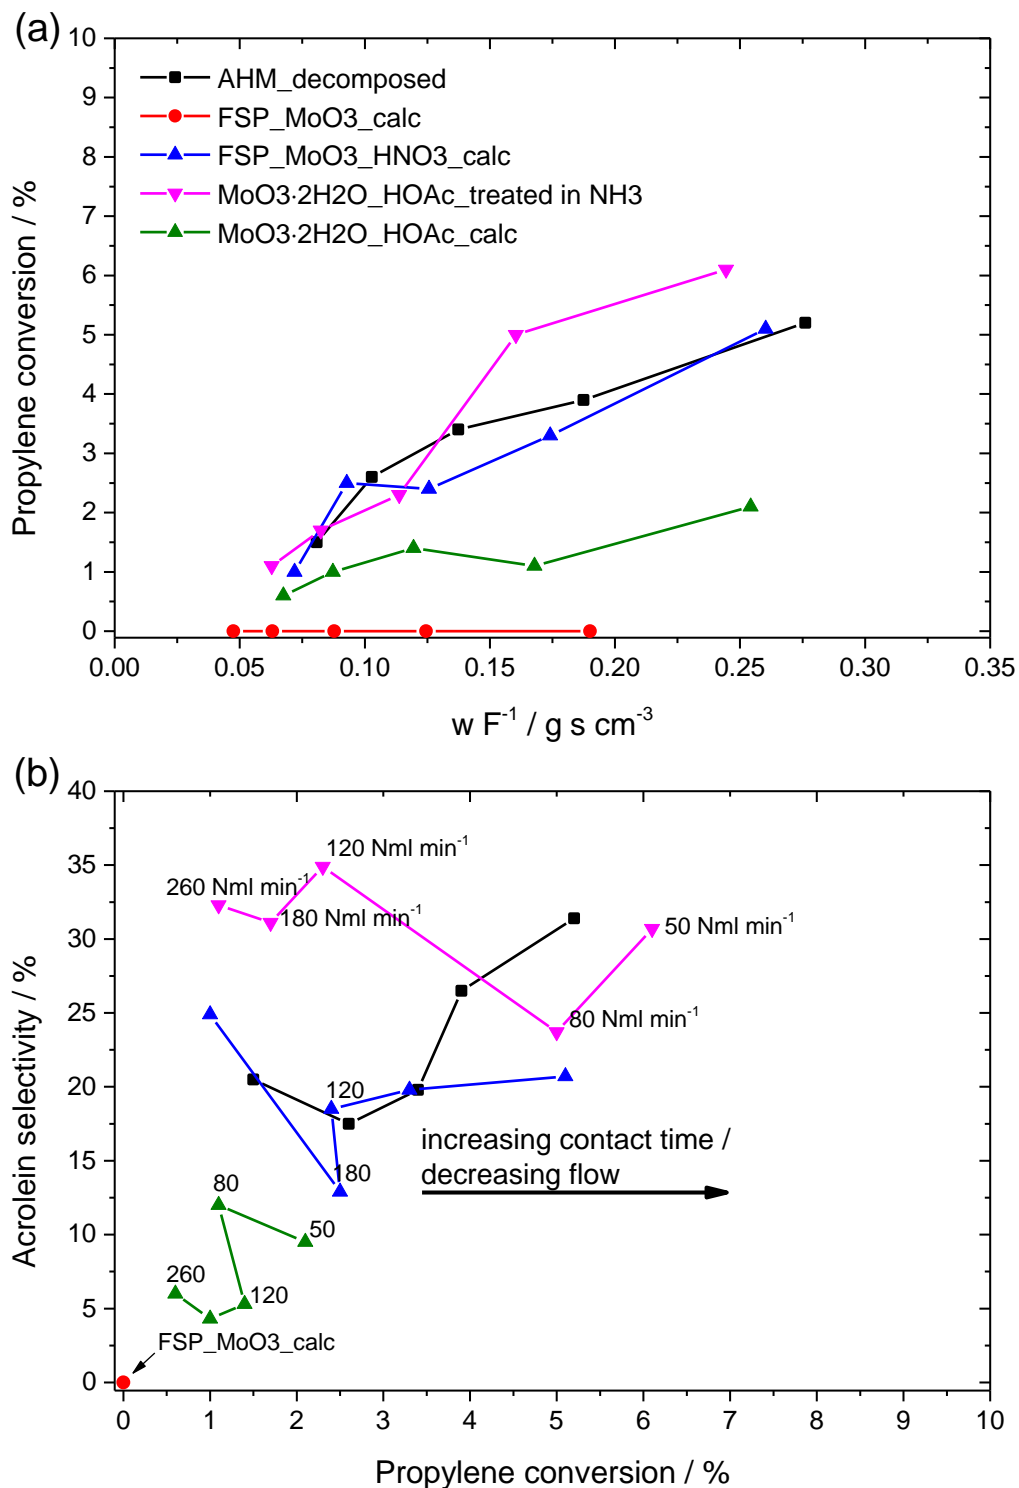 (a)
10
9
8
7
6
5
4
3
2
1
0
Propylene conversion / %
AHM_decomposed
FSP_MoO3_calc
FSP_MoO3_HNO3_calc
MoO3·2H2O_HOAc_treated in NH3
MoO3·2H2O_HOAc_calc
0.00 0.05 0.10 0.15 0.20 0.25 0.30 0.35
w F⁻¹ / g s cm⁻³
(b)
40
35
30
25
20
15
10
5
0
Acrolein selectivity / %
120 Nml min⁻¹
260 Nml min⁻¹
180 Nml min⁻¹
50 Nml min⁻¹
80 Nml min⁻¹
120
180
increasing contact time /
decreasing flow
80
50
260
120
FSP_MoO3_calc
0 1 2 3 4 5 6 7 8 9 10
Propylene conversion / %